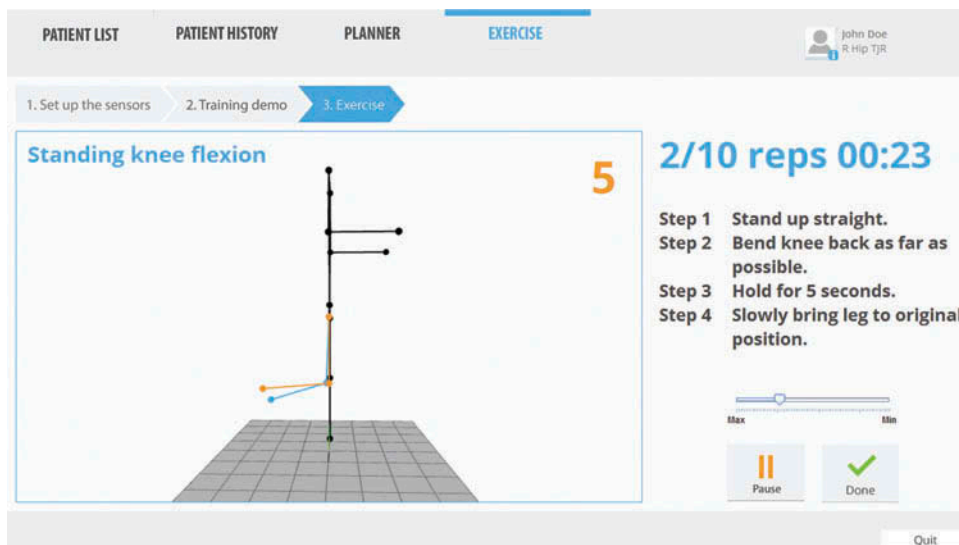 PATIENT LIST PATIENT HISTORY PLANNER EXERCISE
John Doe
R Hip TJR
1. Set up the sensors 2. Training demo 3. Exercise
Standing knee flexion
5
2/10 reps 00:23
Step 1 Stand up straight.
Step 2 Bend knee back as far as
possible.
Step 3 Hold for 5 seconds.
Step 4 Slowly bring leg to original
position.
Max Min
Pause Done
Quit